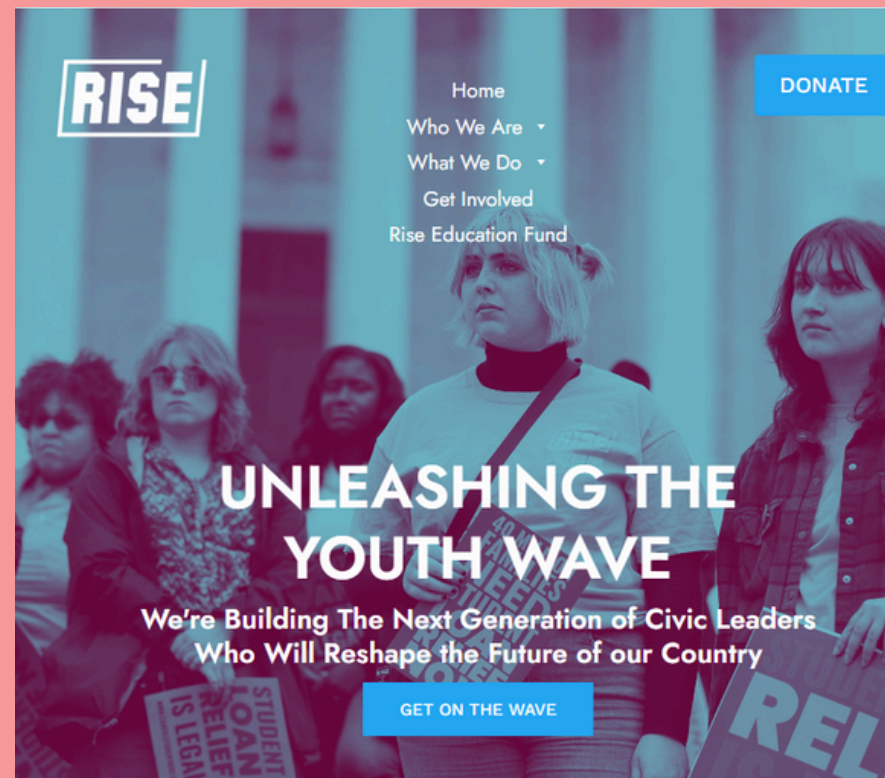 RISE
DONATE
Home
Who We Are
What We Do
Get Involved
Rise Education Fund
UNLEASHING THE
YOUTH WAVE
We're Building The Next Generation of Civic Leaders
Who Will Reshape the Future of our Country
GET ON THE WAVE
STUDENT
LOAN
RELIEF
IS LEGAL
REL